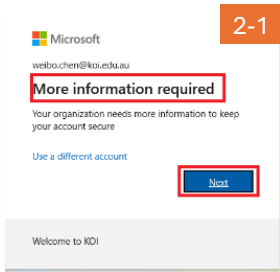 2-1
Microsoft
weibo.chen@koi.edu.au
More information required
Your organization needs more information to keep
your account secure
Use a different account
Next
Welcome to KOI